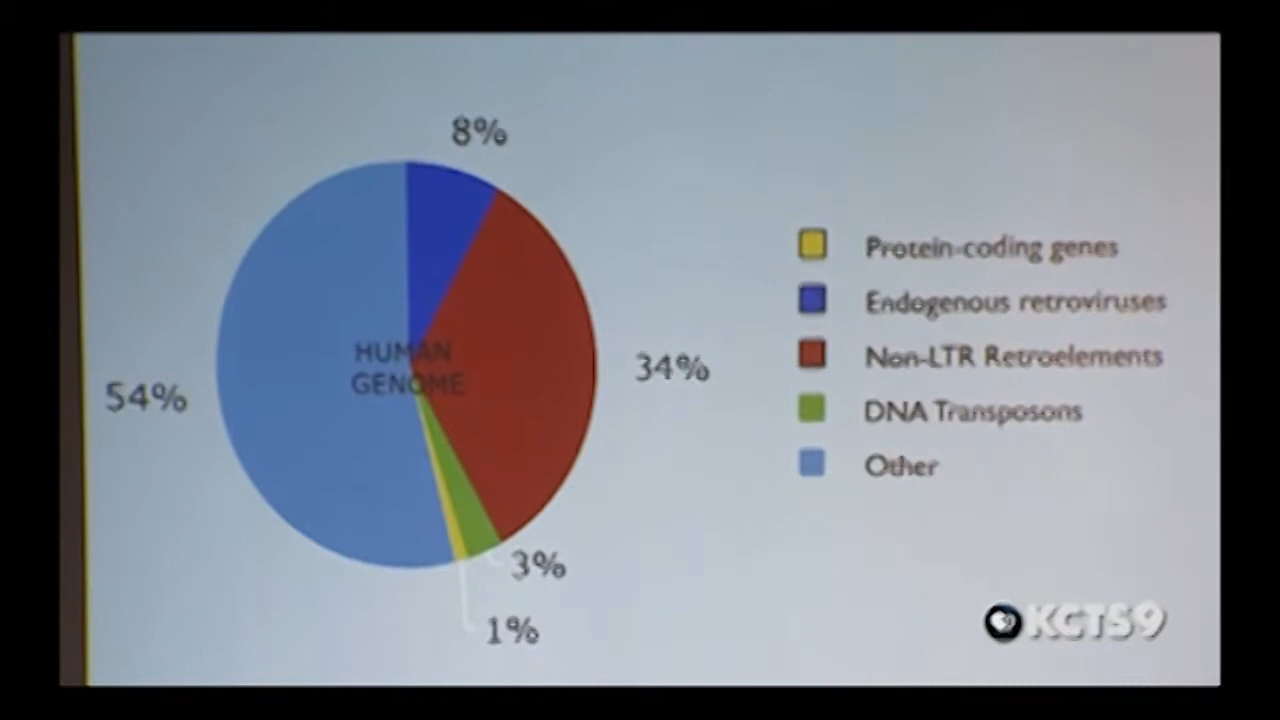 8%
HUMAN
GENOME
54%
34%
3%
1%
Protein-coding genes
Endogenous retroviruses
Non-LTR Retroelements
DNA Transposons
Other
KCTS9